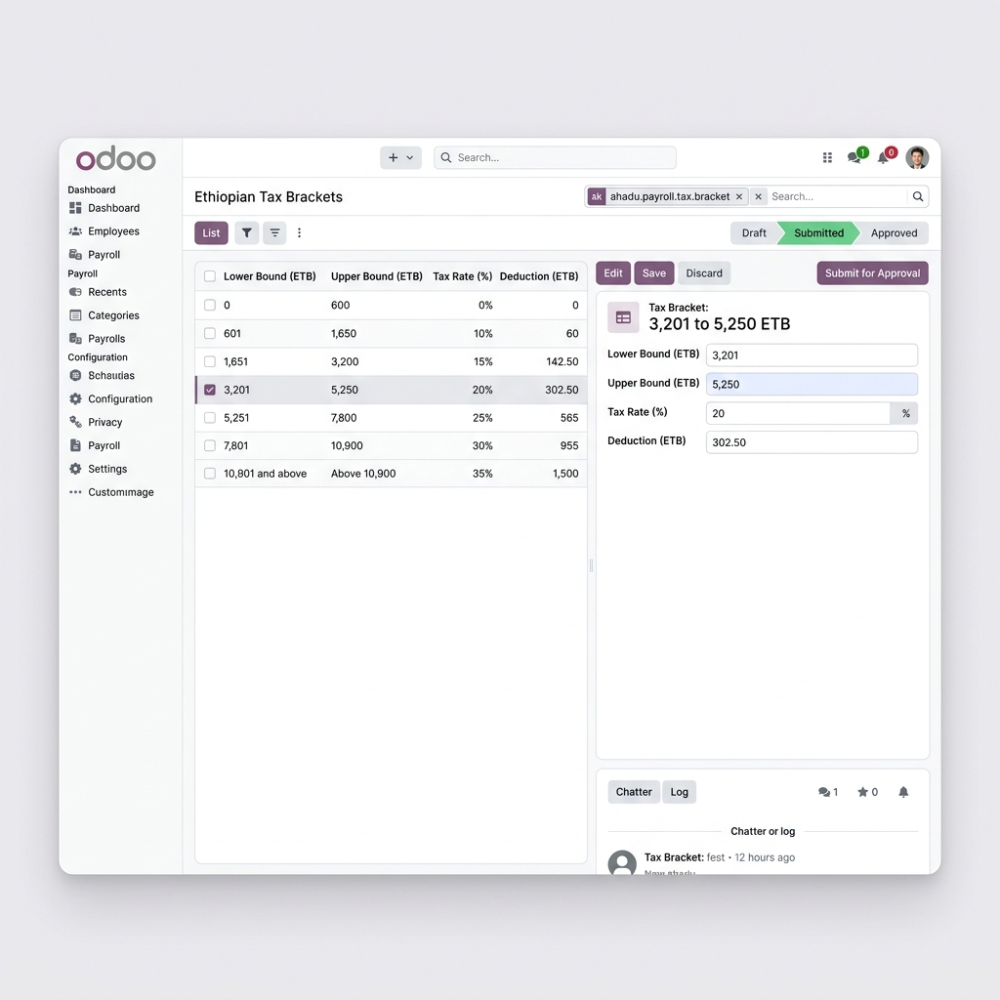 odoo
+
Search...
1
0
Dashboard
Dashboard
Employees
Payroll
Payroll
Recents
Categories
Payrolls
Configuration
Configuration
Privacy
Payroll
Settings
Customımage
Ethiopian Tax Brackets
ak ahadu.payroll.tax.bracket × × Search...
List
Draft Submitted Approved
Lower Bound (ETB) Upper Bound (ETB) Tax Rate (%) Deduction (ETB)
0 600 0% 0
601 1,650 10% 60
1,651 3,200 15% 142.50
3,201 5,250 20% 302.50
5,251 7,800 25% 565
7,801 10,900 30% 955
10,801 and above Above 10,900 35% 1,500
Edit Save Discard Submit for Approval
Tax Bracket:
3,201 to 5,250 ETB
Lower Bound (ETB) 3,201
Upper Bound (ETB) 5,250
Tax Rate (%) 20 %
Deduction (ETB) 302.50
Chatter Log 1 0
Chatter or log
Tax Bracket: fest • 12 hours ago